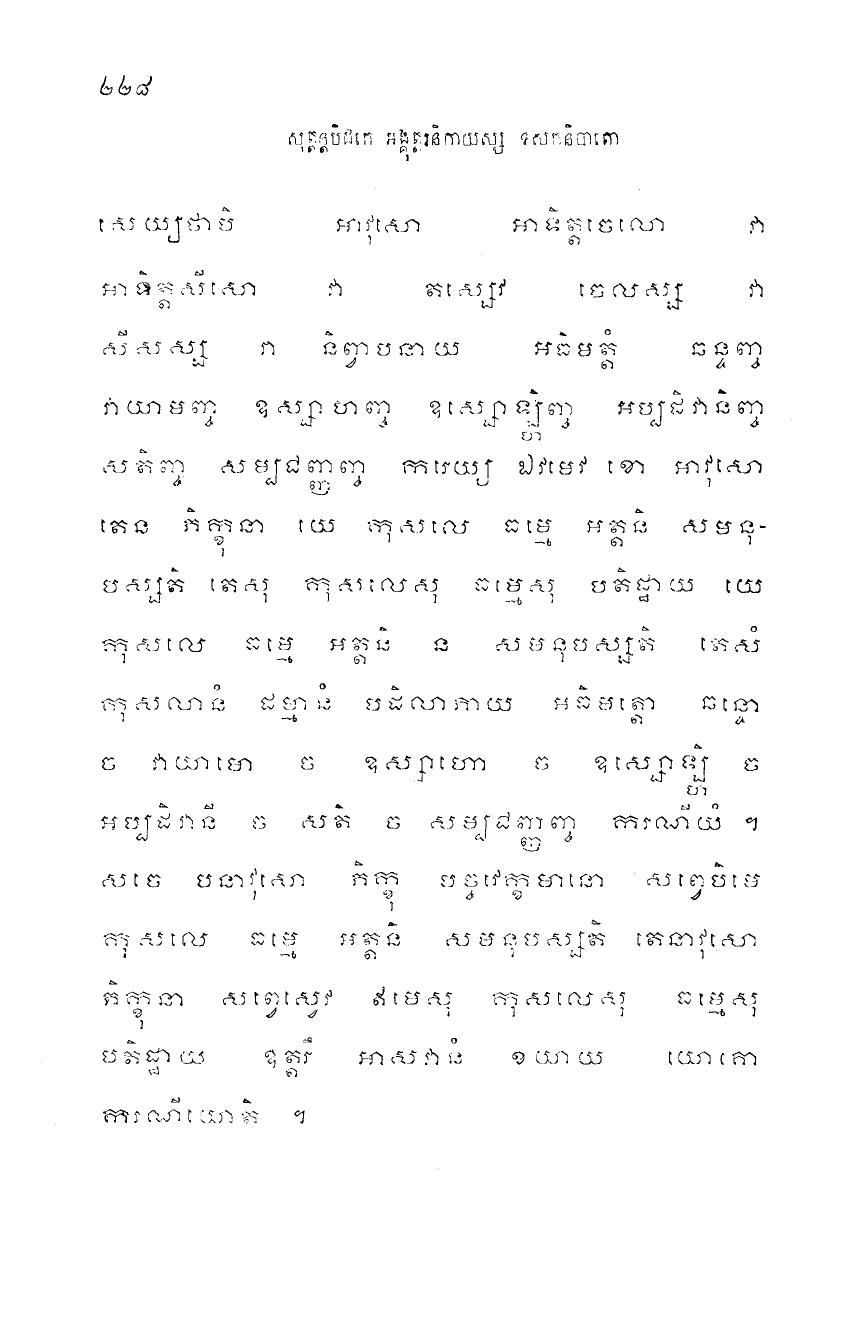 ២២៨
សុត្តន្តបិដកេ អង្គុត្តរនិកាយស្ស ទសកនិបាតោ
សេយ្យថាបិ អាវុសោ អាទិត្តចេលោ វា
អាទិត្តសីសោ វា តស្សេវ ចេលស្ស វា
សីសស្ស វា និព្វាបនាយ អធិមត្តំ ឆន្ទញ្ច
វាយាមញ្ច ឧស្សាហញ្ច ឧស្សោឡ្ហិញ្ច អប្បដិវានិញ្ច
សតិញ្ច សម្បជញ្ញញ្ច ករេយ្យ ឯវមេវ ខោ អាវុសោ
តេន ភិក្ខុនា យេ កុសលេ ធម្មេ អត្តនិ សមនុ-
បស្សតិ តេសុ កុសលេសុ ធម្មេសុ បតិដ្ឋាយ យេ
កុសលេ ធម្មេ អត្តនិ ន សមនុបស្សតិ តេសំ
កុសលានំ ធម្មានំ បដិលាភាយ អធិមត្តោ ឆន្ទោ
ច វាយាមោ ច ឧស្សាហោ ច ឧស្សោឡ្ហិ ច
អប្បដិវានី ច សតិ ច សម្បជញ្ញញ្ច ករណីយំ ។
សចេ បនាវុសោ ភិក្ខុ បច្ចវេក្ខមានោ សព្វេបិមេ
កុសលេ ធម្មេ អត្តនិ សមនុបស្សតិ តេនាវុសោ
ភិក្ខុនា សព្វេស្វេវ ឥមេសុ កុសលេសុ ធម្មេសុ
បតិដ្ឋាយ ឧត្តរឹ អាសវានំ ខយាយ យោគោ
ករណីយោតិ ។